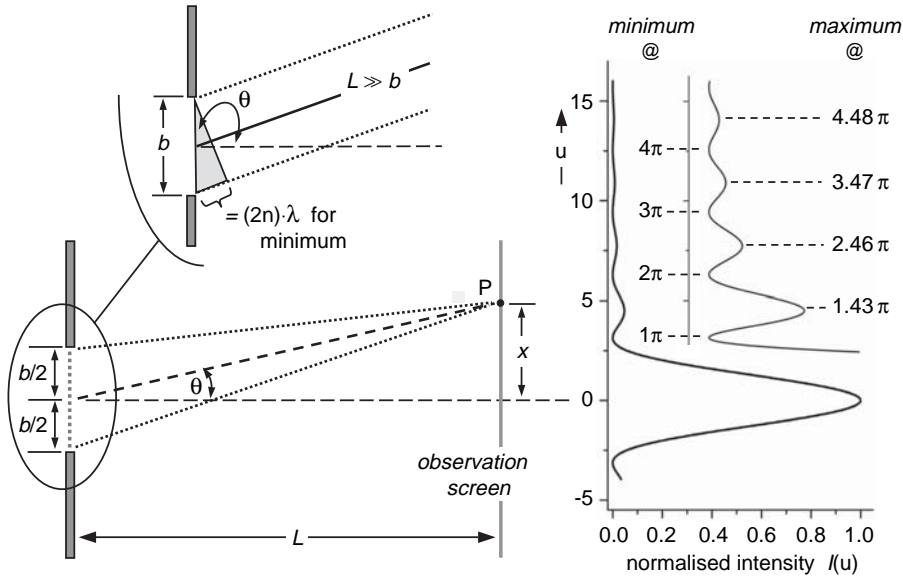 L ≫ b
θ
b
= (2n)·λ for
minimum
P
x
b/2
θ
b/2
observation
screen
L
minimum
@
maximum
@
15
u
10
5
0
-5
4π
3π
2π
1π
4.48 π
3.47 π
2.46 π
1.43 π
0.0 0.2 0.4 0.6 0.8 1.0
normalised intensity I(u)